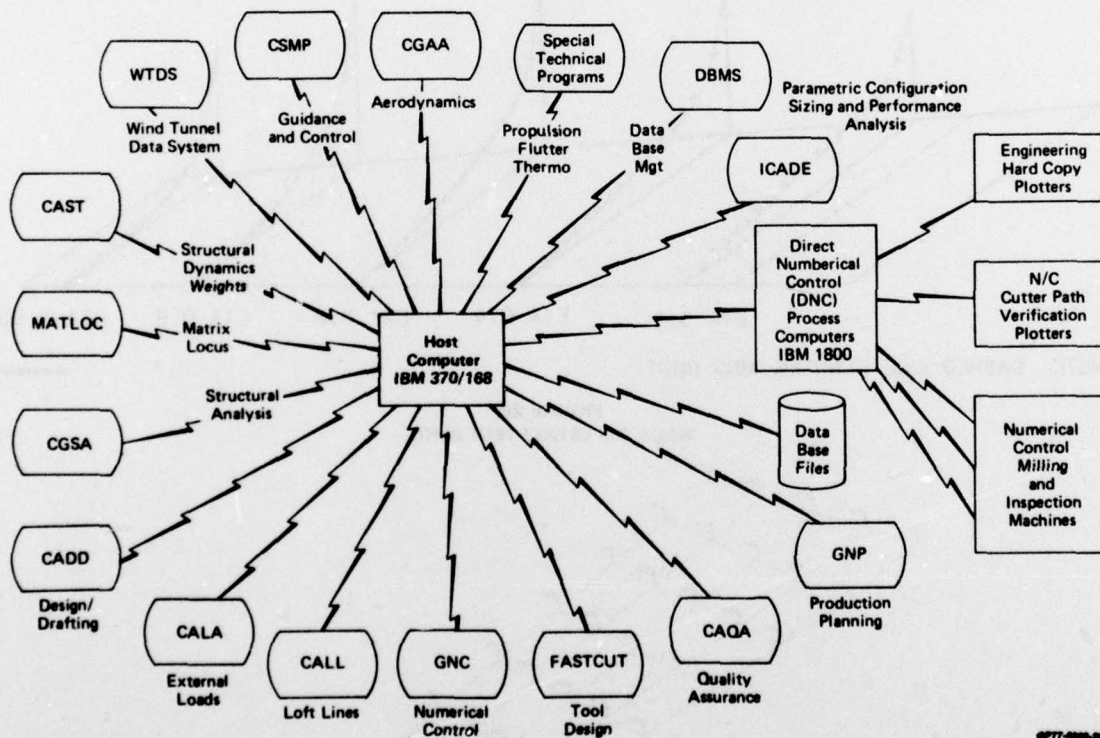 CSMP
CGAA
Special
Technical
Programs
WTDS
DBMS
Parametric Configuration
Sizing and Performance
Analysis
Aerodynamics
Guidance
and Control
Wind Tunnel
Data System
Propulsion
Flutter
Thermo
Data
Base
Mgt
ICADE
Engineering
Hard Copy
Plotters
CAST
Structural
Dynamics
Weights
Direct
Numberical
Control
(DNC)
Process
Computers
IBM 1800
N/C
Cutter Path
Verification
Plotters
MATLOC
Matrix
Locus
Host
Computer
IBM 370/168
Structural Analysis
CGSA
Data
Base
Files
Numerical
Control
Milling
and
Inspection
Machines
CADD
Design/
Drafting
GNP
Production
Planning
CALA
External
Loads
CALL
Loft Lines
GNC
Numerical
Control
FASTCUT
Tool
Design
CAQA
Quality
Assurance